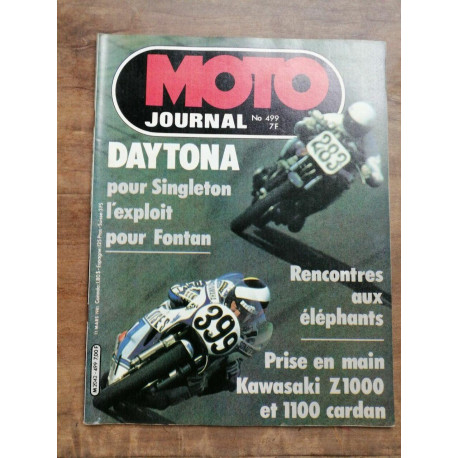 MOTO
JOURNAL
No 499
7F
DAYTONA
pour Singleton
l'exploit
pour Fontan
283
Rencontres
aux
éléphants
399
Prise en main
Kawasaki Z1000
et 1100 cardan